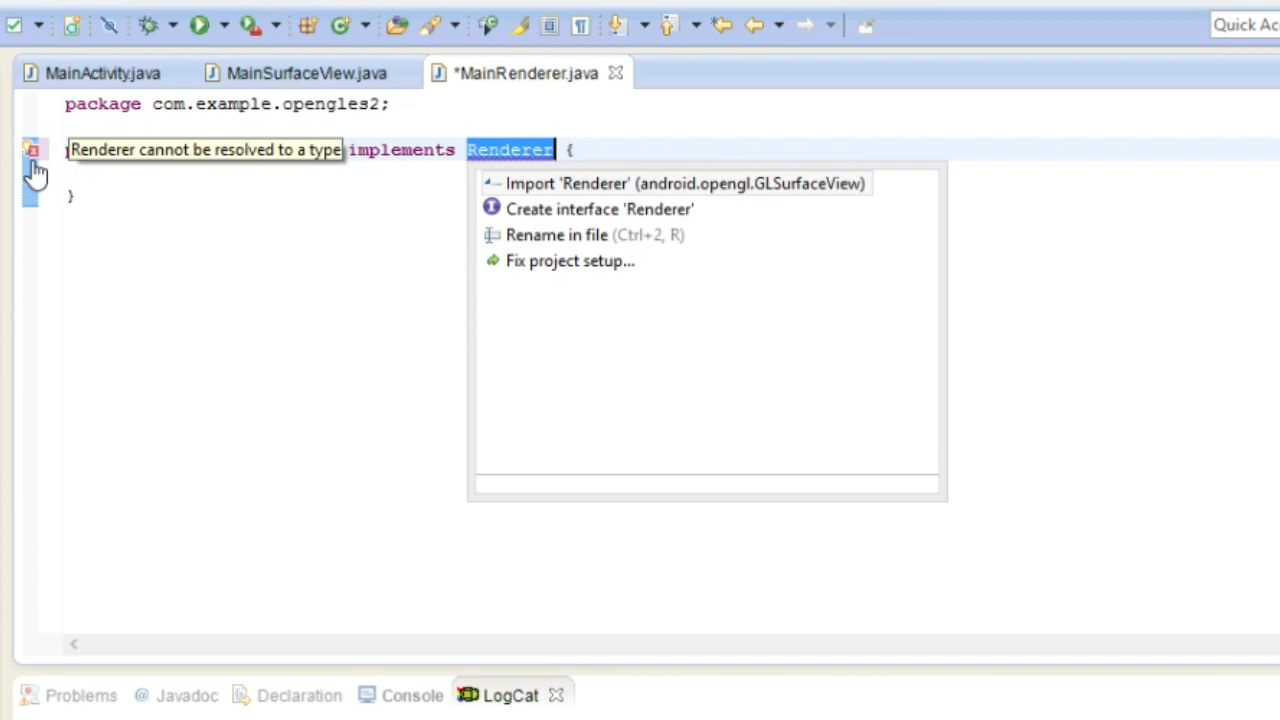 Quick Ac
MainActivity.java MainSurfaceView.java *MainRenderer.java
package com.example.opengles2;
Renderer cannot be resolved to a type implements Renderer {
Import 'Renderer' (android.opengl.GLSurfaceView)
}
Create interface 'Renderer'
Rename in file (Ctrl+2, R)
Fix project setup...
Problems @ Javadoc Declaration Console LogCat